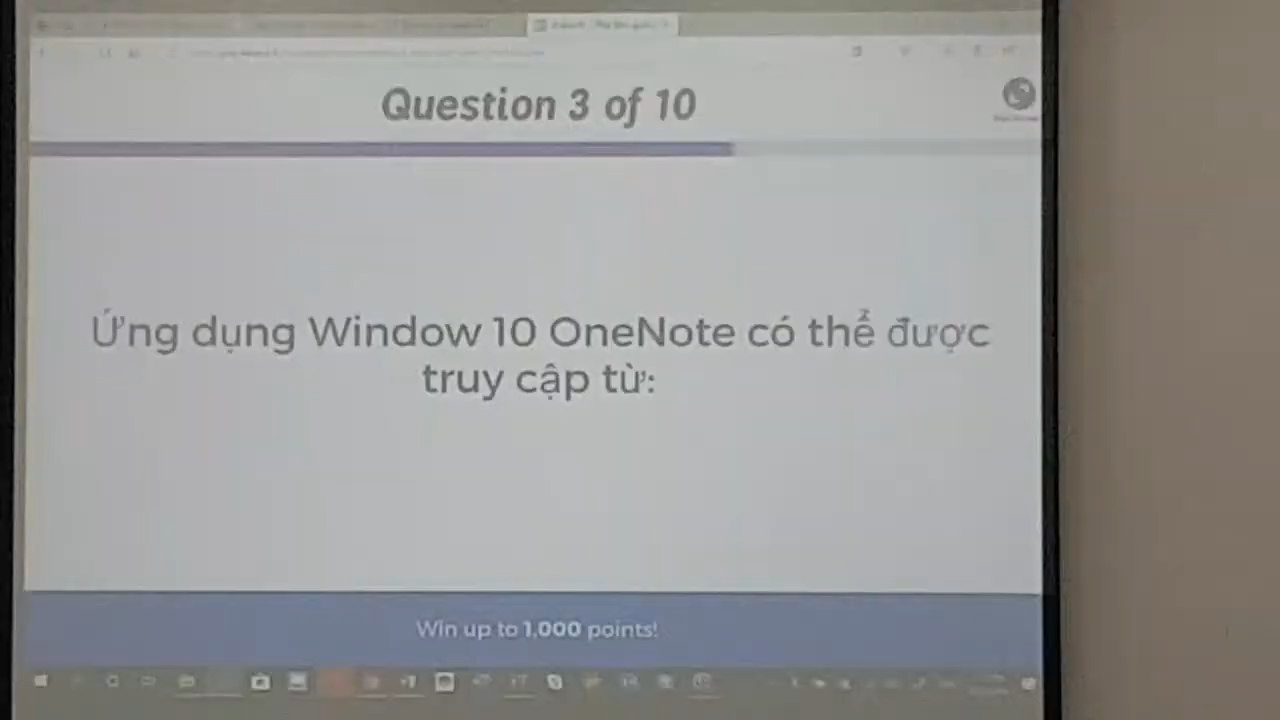 Question 3 of 10
Ứng dụng Window 10 OneNote có thể được
truy cập từ:
Win up to 1,000 points!